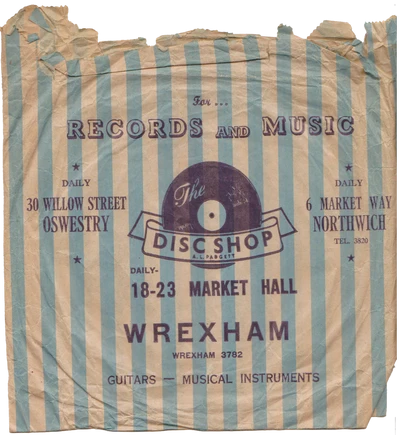 For...
RECORDS AND MUSIC
DAILY
30 WILLOW STREET
OSWESTRY
The
DISC SHOP
A. L. PARGETT
DAILY
6 MARKET WAY
NORTHWICH
TEL. 3820
DAILY-
18-23 MARKET HALL
WREXHAM
WREXHAM 3782
GUITARS — MUSICAL INSTRUMENTS